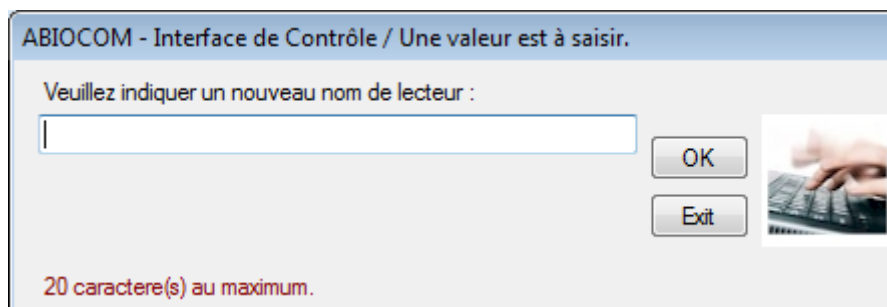 ABIOCOM - Interface de Contrôle / Une valeur est à saisir.
Veuillez indiquer un nouveau nom de lecteur :
OK
Exit
20 caractere(s) au maximum.